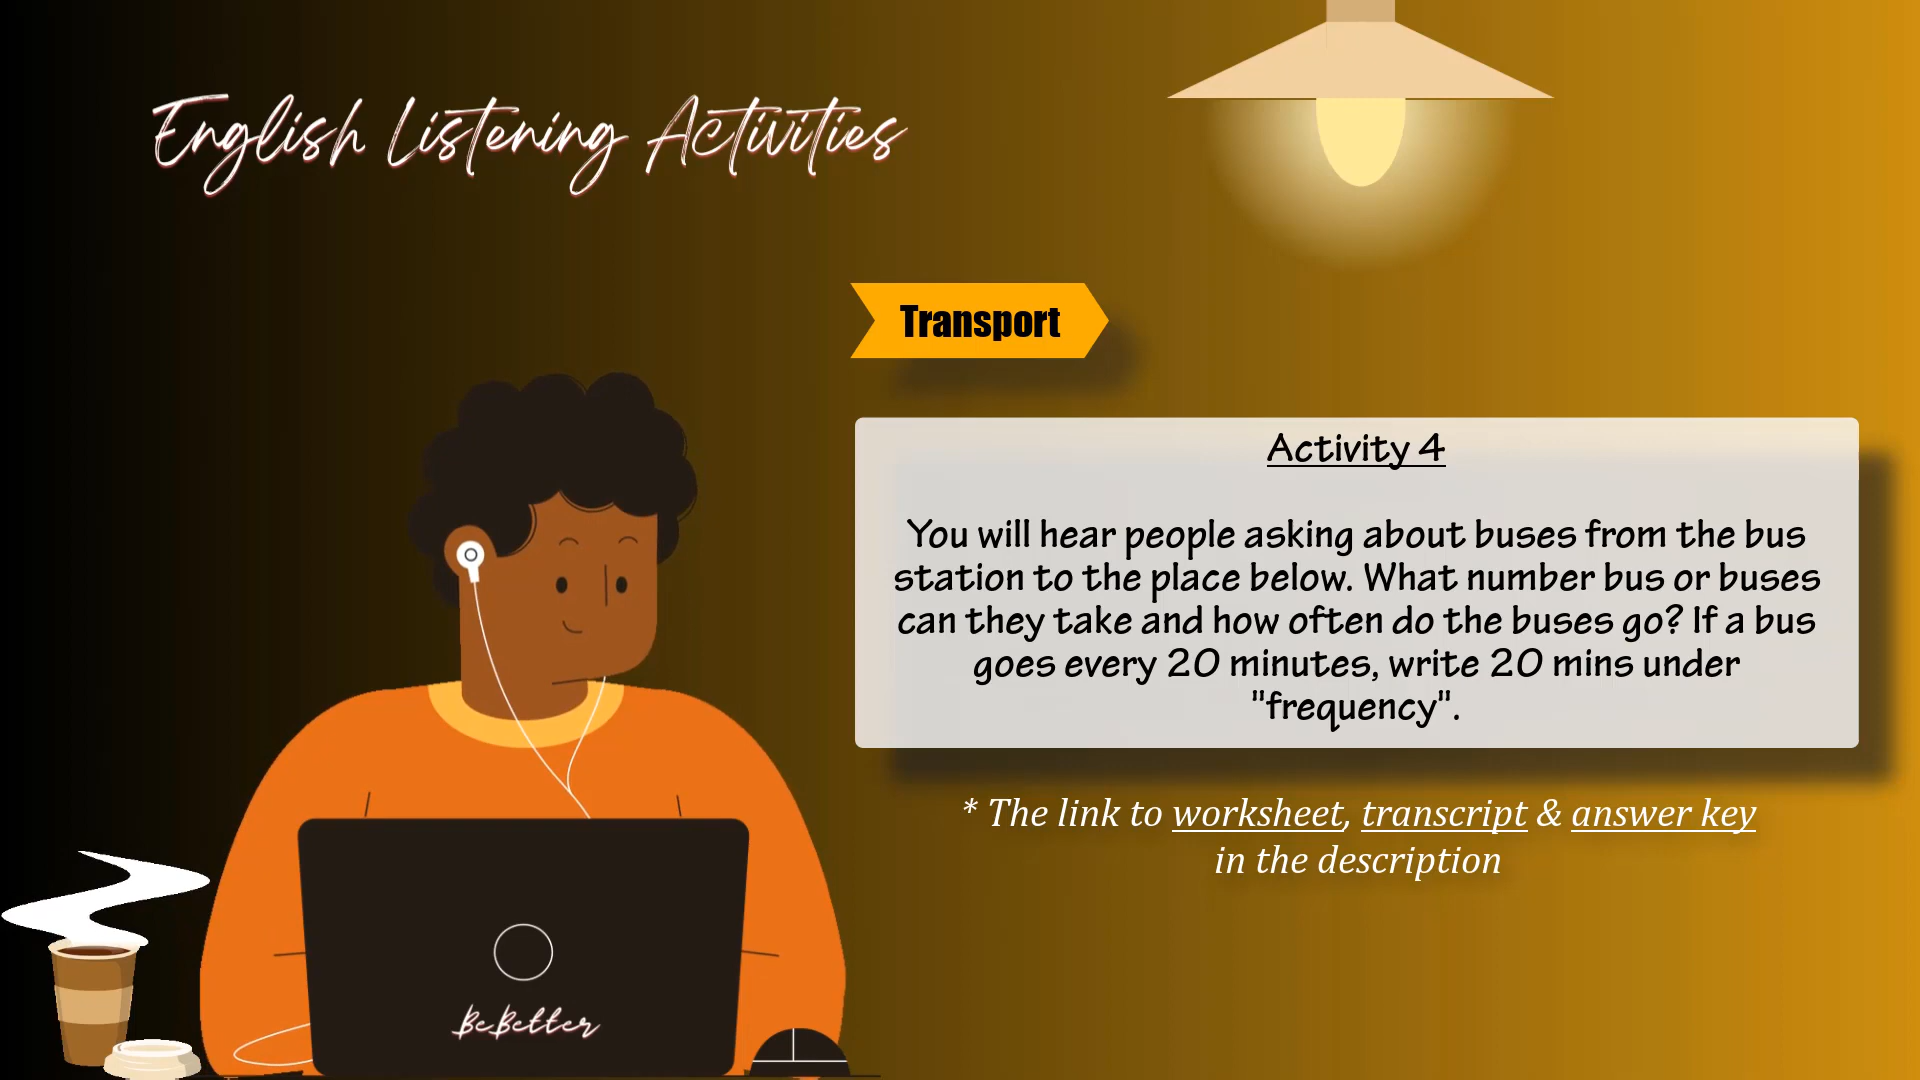 English Listening Activities
Transport
Activity 4
You will hear people asking about buses from the bus
station to the place below. What number bus or buses
can they take and how often do the buses go? If a bus
goes every 20 minutes, write 20 mins under
"frequency".
* The link to worksheet, transcript & answer key
in the description
BeBetter